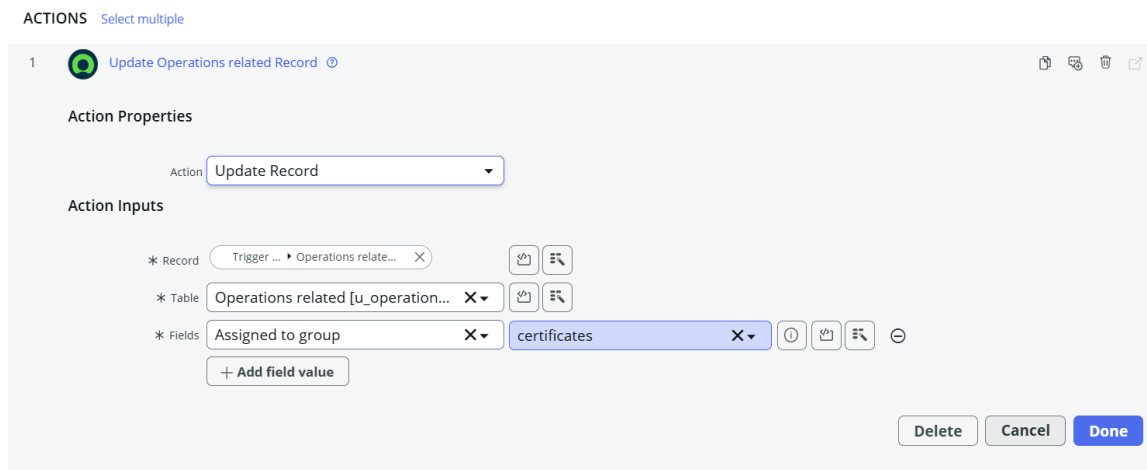 ACTIONS Select multiple
1 Update Operations related Record
Action Properties
Action Update Record
Action Inputs
* Record Trigger ... ▸ Operations relate...
* Table Operations related [u_operation...
* Fields Assigned to group certificates
+ Add field value
Delete Cancel Done